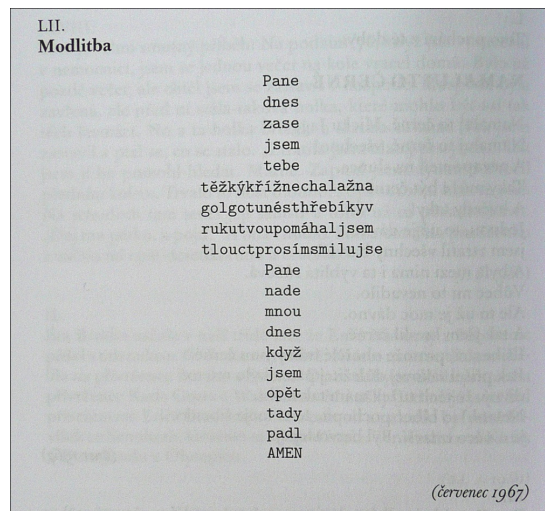 LII.
Modlitba
Pane
dnes
zase
jsem
tebe
těžkýkřížnechalažna
golgotunésthřebíkyv
rukutvoupomáhaljsem
tlouctprosímsmilujse
Pane
nade
mnou
dnes
když
jsem
opět
tady
padl
AMEN
(červenec 1967)